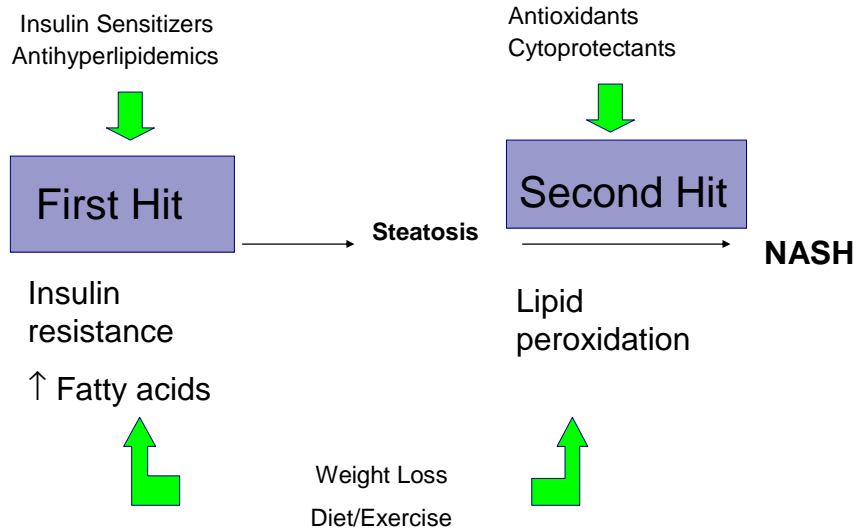 Insulin Sensitizers
Antihyperlipidemics
Antioxidants
Cytoprotectants
First Hit
Steatosis
Second Hit
NASH
Insulin
resistance
↑ Fatty acids
Lipid
peroxidation
Weight Loss
Diet/Exercise